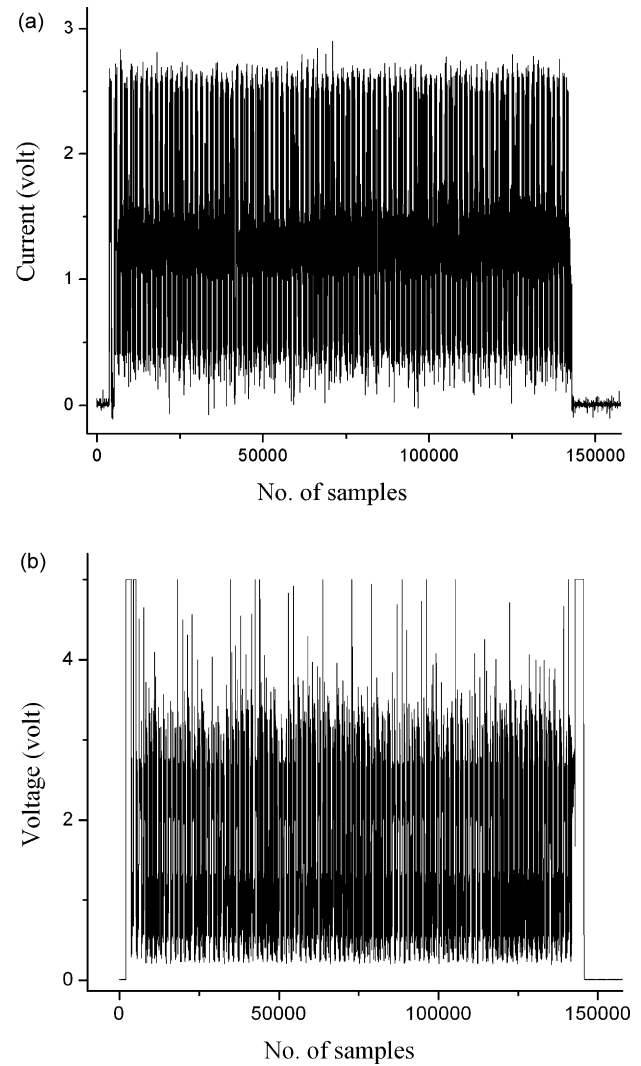 (a)
3
2
1
0
Current (volt)
0
50000
100000
150000
No. of samples
(b)
4
2
0
Voltage (volt)
0
50000
100000
150000
No. of samples